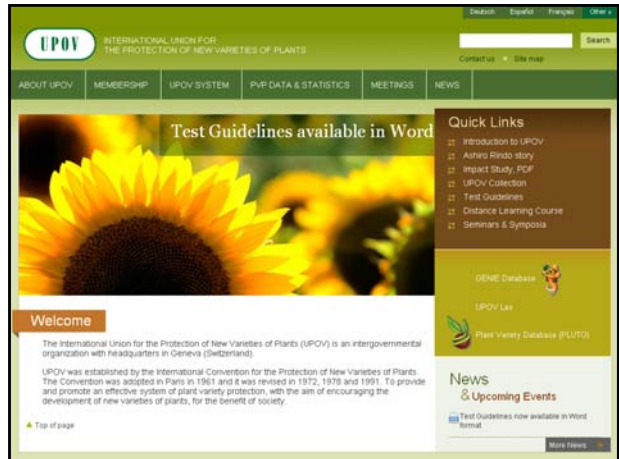 Deutsch Español Français Other »
UPOV
INTERNATIONAL UNION FOR
THE PROTECTION OF NEW VARIETIES OF PLANTS
Search
Contact us Site map
ABOUT UPOV MEMBERSHIP UPOV SYSTEM PVP DATA & STATISTICS MEETINGS NEWS
Test Guidelines available in Word
Quick Links
Introduction to UPOV
Ashiro Rindo story
Impact Study, PDF
UPOV Collection
Test Guidelines
Distance Learning Course
Seminars & Symposia
GENIE Database
UPOV Lex
Plant Variety Database (PLUTO)
Welcome
The International Union for the Protection of New Varieties of Plants (UPOV) is an intergovernmental
organization with headquarters in Geneva (Switzerland).
UPOV was established by the International Convention for the Protection of New Varieties of Plants.
The Convention was adopted in Paris in 1961 and it was revised in 1972, 1978 and 1991. To provide
and promote an effective system of plant variety protection, with the aim of encouraging the
development of new varieties of plants, for the benefit of society.
Top of page
News
& Upcoming Events
Test Guidelines now available in Word
format
More News